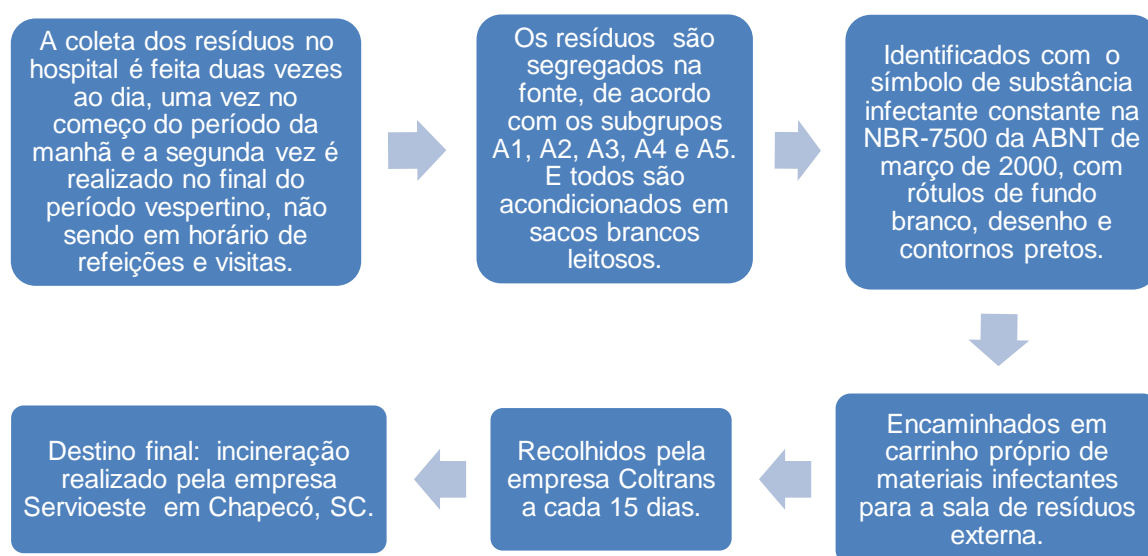 A coleta dos resíduos no
hospital é feita duas vezes
ao dia, uma vez no
começo do período da
manhã e a segunda vez é
realizado no final do
período vespertino, não
sendo em horário de
refeições e visitas.
Os resíduos são
segregados na
fonte, de acordo
com os subgrupos
A1, A2, A3, A4 e A5.
E todos são
acondicionados em
sacos brancos
leitosos.
Identificados com o
símbolo de substância
infectante constante na
NBR-7500 da ABNT de
março de 2000, com
rótulos de fundo
branco, desenho e
contornos pretos.
Encaminhados em
carrinho próprio de
materiais infectantes
para a sala de resíduos
externa.
Recolhidos pela
empresa Coltrans
a cada 15 dias.
Destino final: incineração
realizado pela empresa
Servioeste em Chapecó, SC.